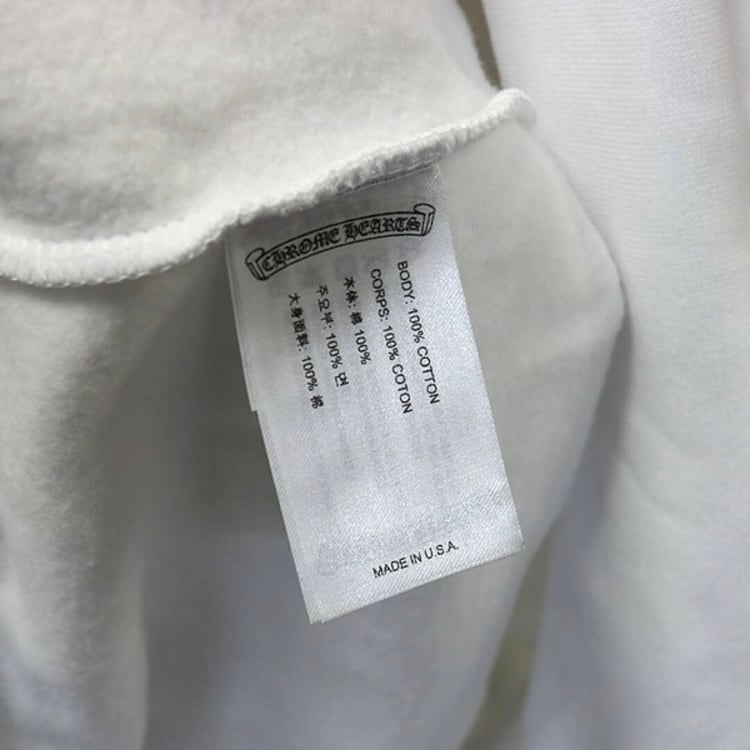 CHROME HEARTS
BODY: 100% COTTON
CORPS: 100% COTON
本体: 棉 100%
주요부: 100% 면
大身面料: 100% 棉
MADE IN U.S.A.